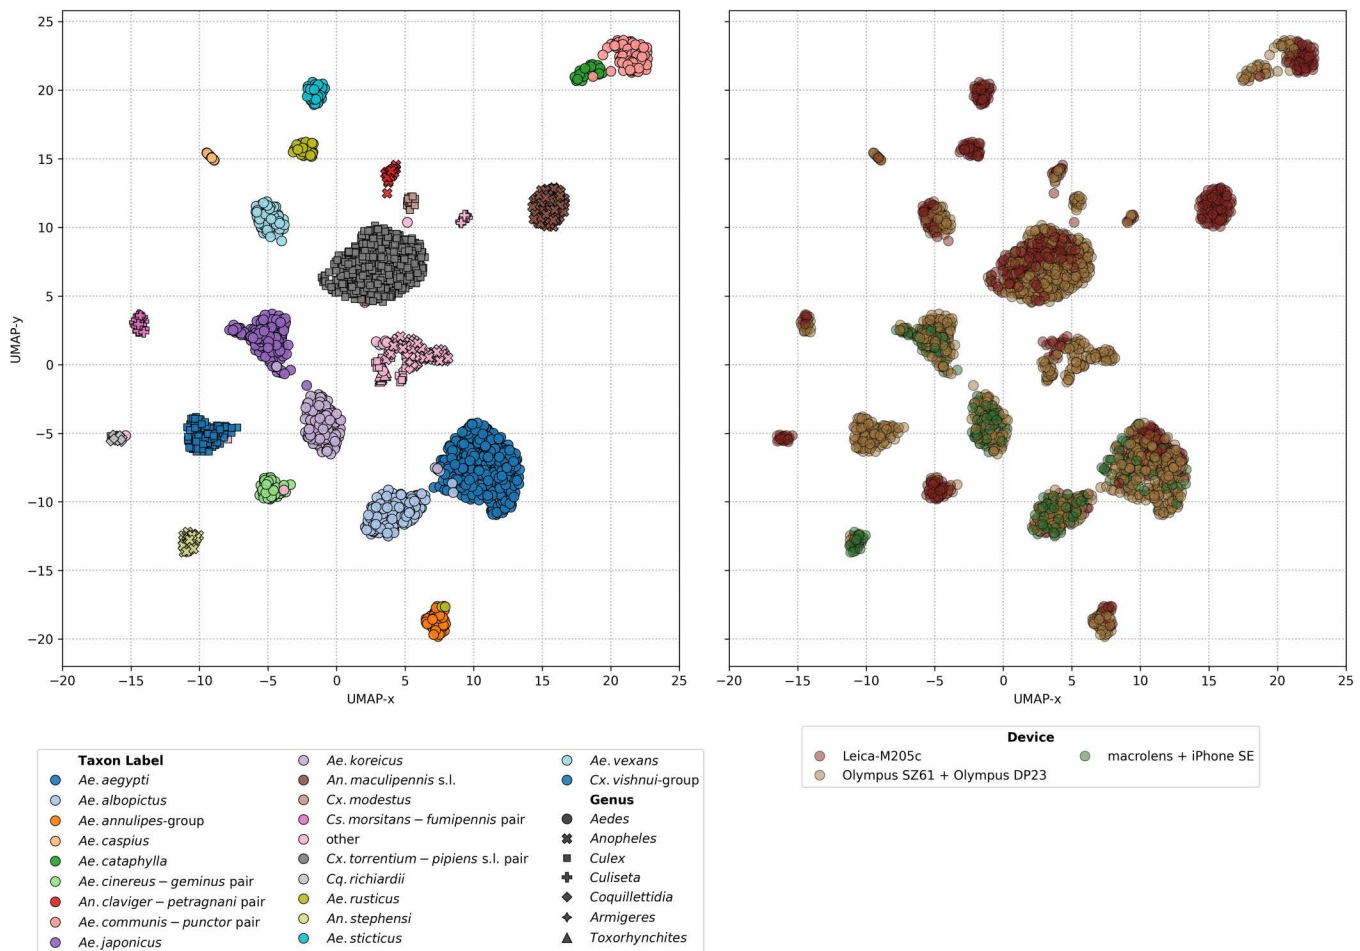 25
20
15
10
5
0
−5
−10
−15
−20
UMAP-y
−20 −15 −10 −5 0 5 10 15 20 25
UMAP-x
−20 −15 −10 −5 0 5 10 15 20 25
UMAP-x
Taxon Label
Ae. aegypti
Ae. albopictus
Ae. annulipes-group
Ae. caspius
Ae. cataphylla
Ae. cinereus − geminus pair
An. claviger − petragnani pair
Ae. communis − punctor pair
Ae. japonicus
Ae. koreicus
An. maculipennis s.l.
Cx. modestus
Cs. morsitans − fumipennis pair
other
Cx. torrentium − pipiens s.l. pair
Cq. richiardii
Ae. rusticus
An. stephensi
Ae. sticticus
Ae. vexans
Cx. vishnui-group
Genus
Aedes
Anopheles
Culex
Culiseta
Coquillettidia
Armigeres
Toxorhynchites
Device
Leica-M205c
Olympus SZ61 + Olympus DP23
macrolens + iPhone SE